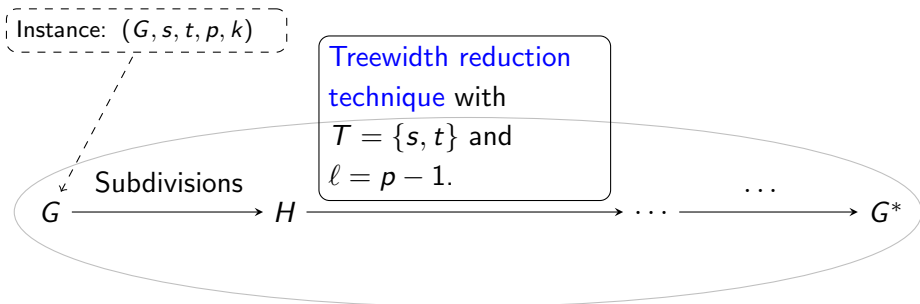 Instance: (G, s, t, p, k)
Treewidth reduction
technique with
T = {s, t} and
ℓ = p − 1.
Subdivisions
· · ·
G
H
· · ·
G*